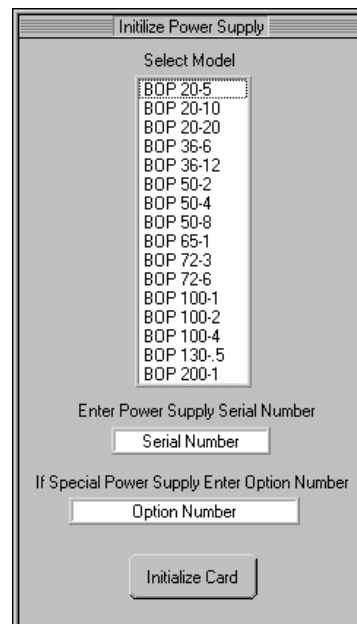 Initilize Power Supply
Select Model
BOP 20-5
BOP 20-10
BOP 20-20
BOP 36-6
BOP 36-12
BOP 50-2
BOP 50-4
BOP 50-8
BOP 65-1
BOP 72-3
BOP 72-6
BOP 100-1
BOP 100-2
BOP 100-4
BOP 130-.5
BOP 200-1
Enter Power Supply Serial Number
Serial Number
If Special Power Supply Enter Option Number
Option Number
Initialize Card